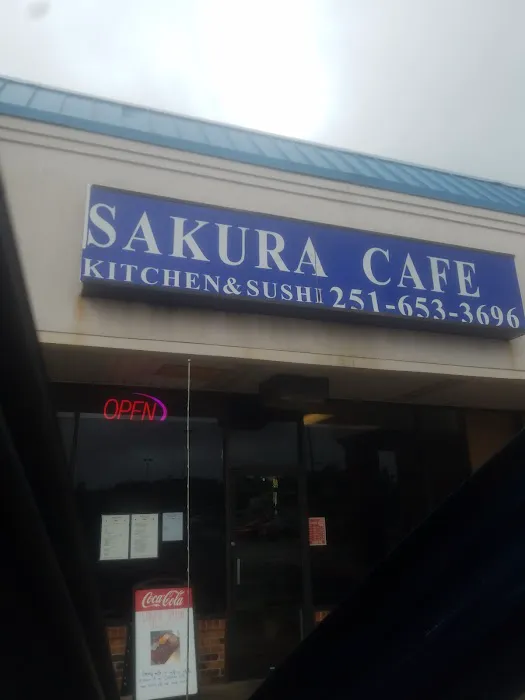 SAKURA CAFE
KITCHEN&SUSHI 251-653-3696
OPEN
Coca-Cola